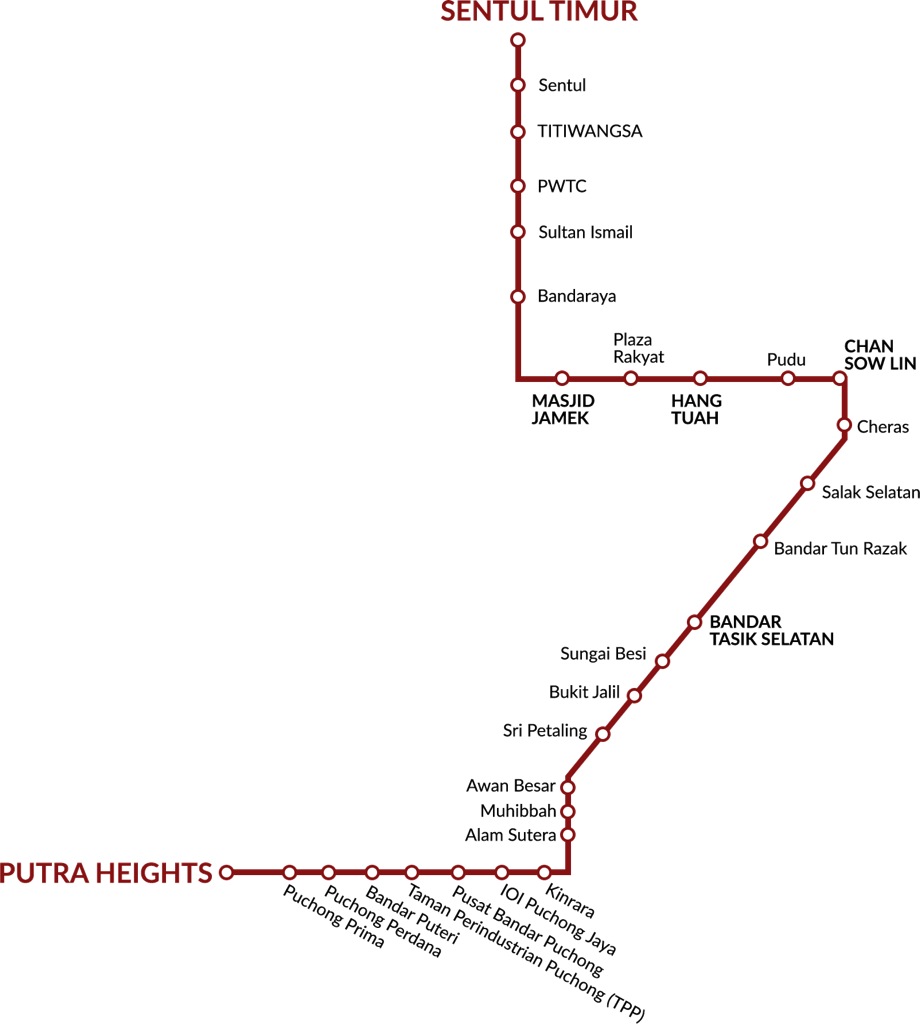 SENTUL TIMUR
Sentul
TITIWANGSA
PWTC
Sultan Ismail
Bandaraya
MASJID
JAMEK
Plaza
Rakyat
HANG
TUAH
Pudu
CHAN
SOW LIN
Cheras
Salak Selatan
Bandar Tun Razak
BANDAR
TASIK SELATAN
Sungai Besi
Bukit Jalil
Sri Petaling
Awan Besar
Muhibbah
Alam Sutera
Kinrara
IOI Puchong Jaya
Pusat Bandar Puchong
Taman Perindustrian Puchong (TPP)
Bandar Puteri
Puchong Perdana
Puchong Prima
PUTRA HEIGHTS